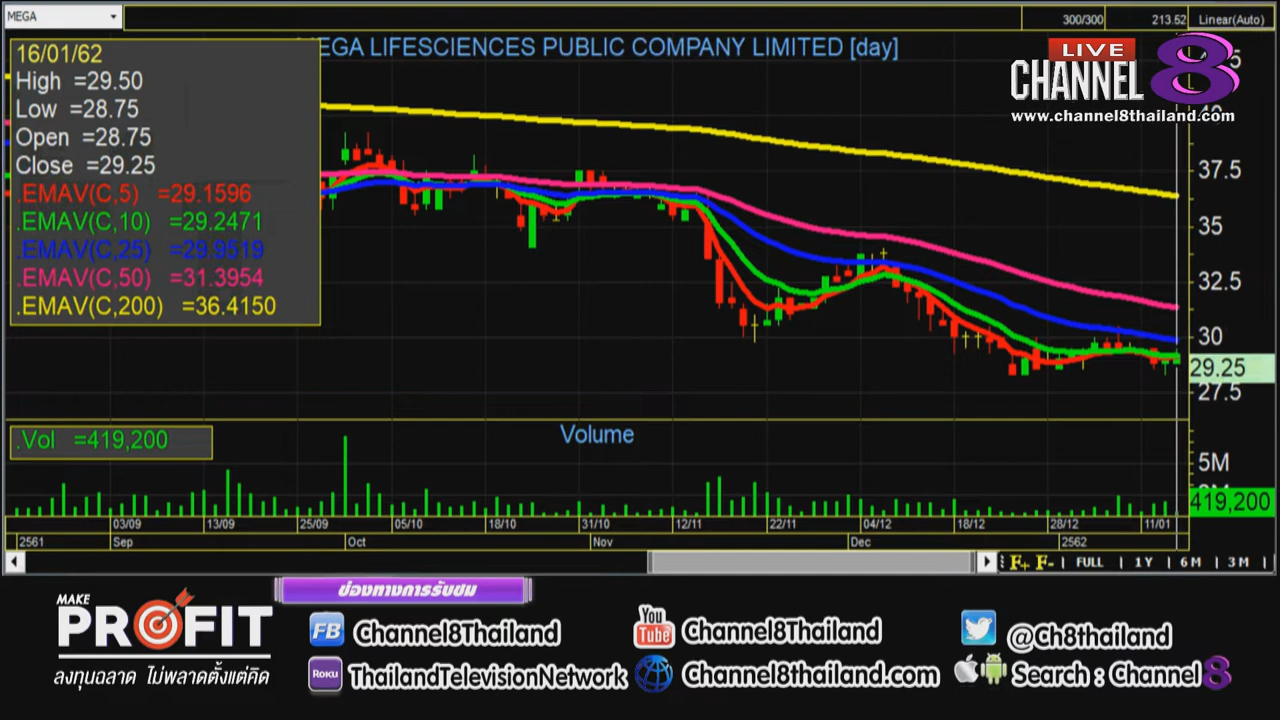 MEGA
300/300
213.52
Linear(Auto)
MEGA LIFESCIENCES PUBLIC COMPANY LIMITED [day]
LIVE
CHANNEL 8
www.channel8thailand.com
16/01/62
High =29.50
Low =28.75
Open =28.75
Close =29.25
.EMAV(C,5) =29.1596
.EMAV(C,10) =29.2471
.EMAV(C,25) =29.9519
.EMAV(C,50) =31.3954
.EMAV(C,200) =36.4150
37.5
35
32.5
30
29.25
27.5
.Vol =419,200
Volume
5M
419,200
03/09 13/09 25/09 05/10 18/10 31/10 12/11 22/11 04/12 18/12 28/12 11/01
2561 Sep Oct Nov Dec 2562
F+ F- FULL 1Y 6M 3M
ช่องทางการรับชม
MAKE
PROFIT
ลงทุนฉลาด ไม่พลาดตั้งแต่คิด
FB Channel8Thailand
You Tube Channel8Thailand
@Ch8thailand
Roku ThailandTelevisionNetwork
Channel8thailand.com
Search : Channel 8